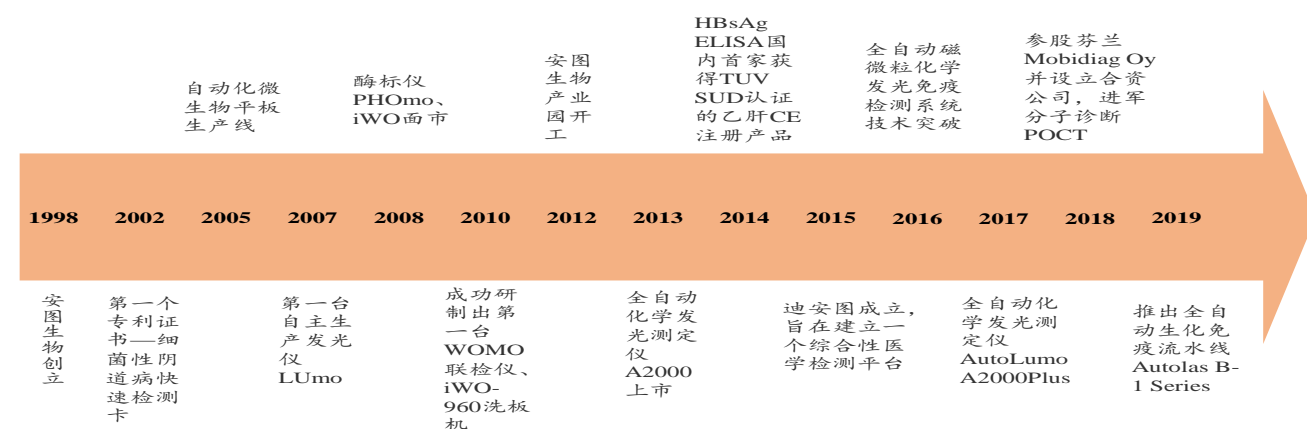 自动化微
生物平板
生产线
酶标仪
PHOmo、
iWO面市
安图
生物
产业
园开
工
HBsAg
ELISA国
内首家获
得TUV
SUD认证
的乙肝CE
注册产品
全自动磁
微粒化学
发光免疫
检测系统
技术突破
参股芬兰
Mobidiag Oy
并设立合资
公司，进军
分子诊断
POCT
1998 2002 2005 2007 2008 2010 2012 2013 2014 2015 2016 2017 2018 2019
安
图
生
物
创
立
第一个
专利证
书—细
菌性阴
道病快
速检测
卡
第一台
自主生
产发光
仪
LUmo
成功研
制出第
一台
WOMO
联检仪、
iWO-
960洗板
机
全自动
化学发
光测定
仪
A2000
上市
迪安图成立，
旨在建立一
个综合性医
学检测平台
全自动化
学发光测
定仪
AutoLumo
A2000Plus
推出全自
动生化免
疫流水线
Autolas B-
1 Series